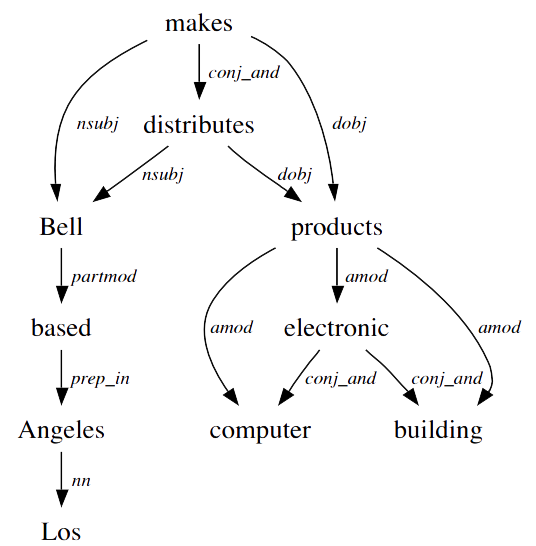 makes
conj_and
nsubj distributes dobj
nsubj dobj
Bell products
partmod amod
based amod electronic amod
prep_in conj_and conj_and
Angeles computer building
nn
Los